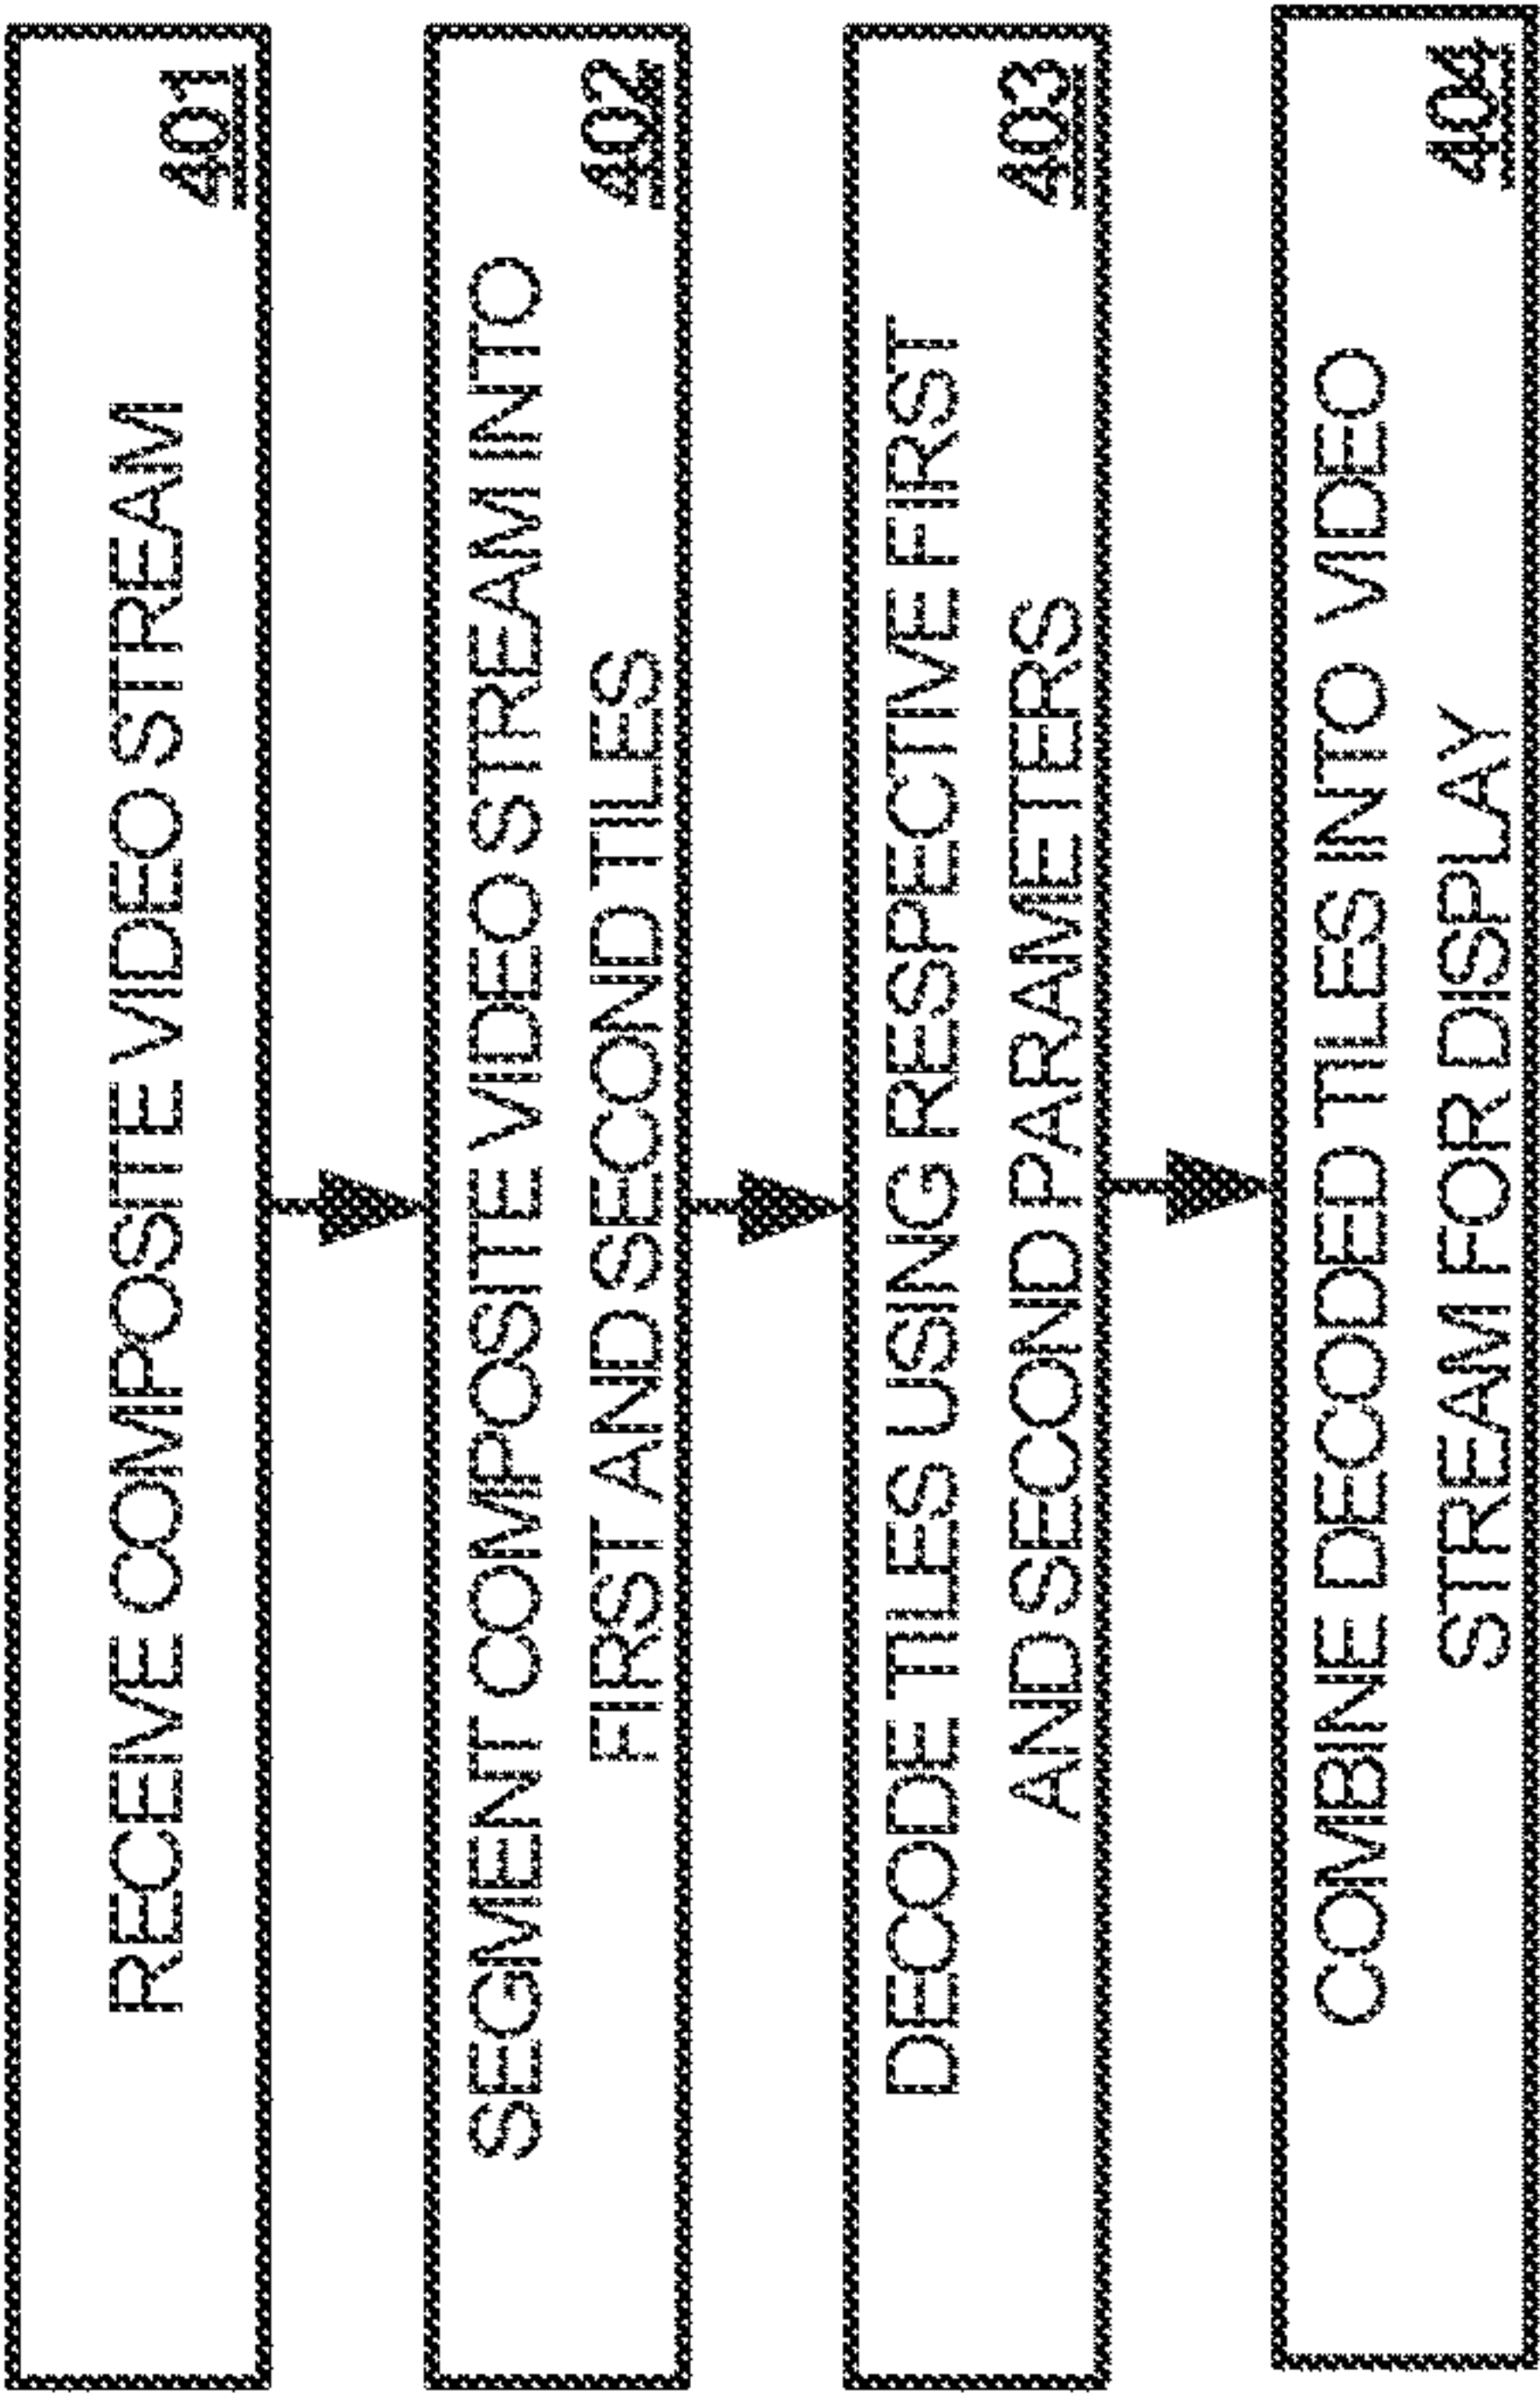 RECEIVE COMPOSITE VIDEO STREAM
401
SEGMENT COMPOSITE VIDEO STREAM INTO
FIRST AND SECOND TILES
402
DECODE TILES USING RESPECTIVE FIRST
AND SECOND PARAMETERS
403
COMBINE DECODED TILES INTO VIDEO
STREAM FOR DISPLAY
404